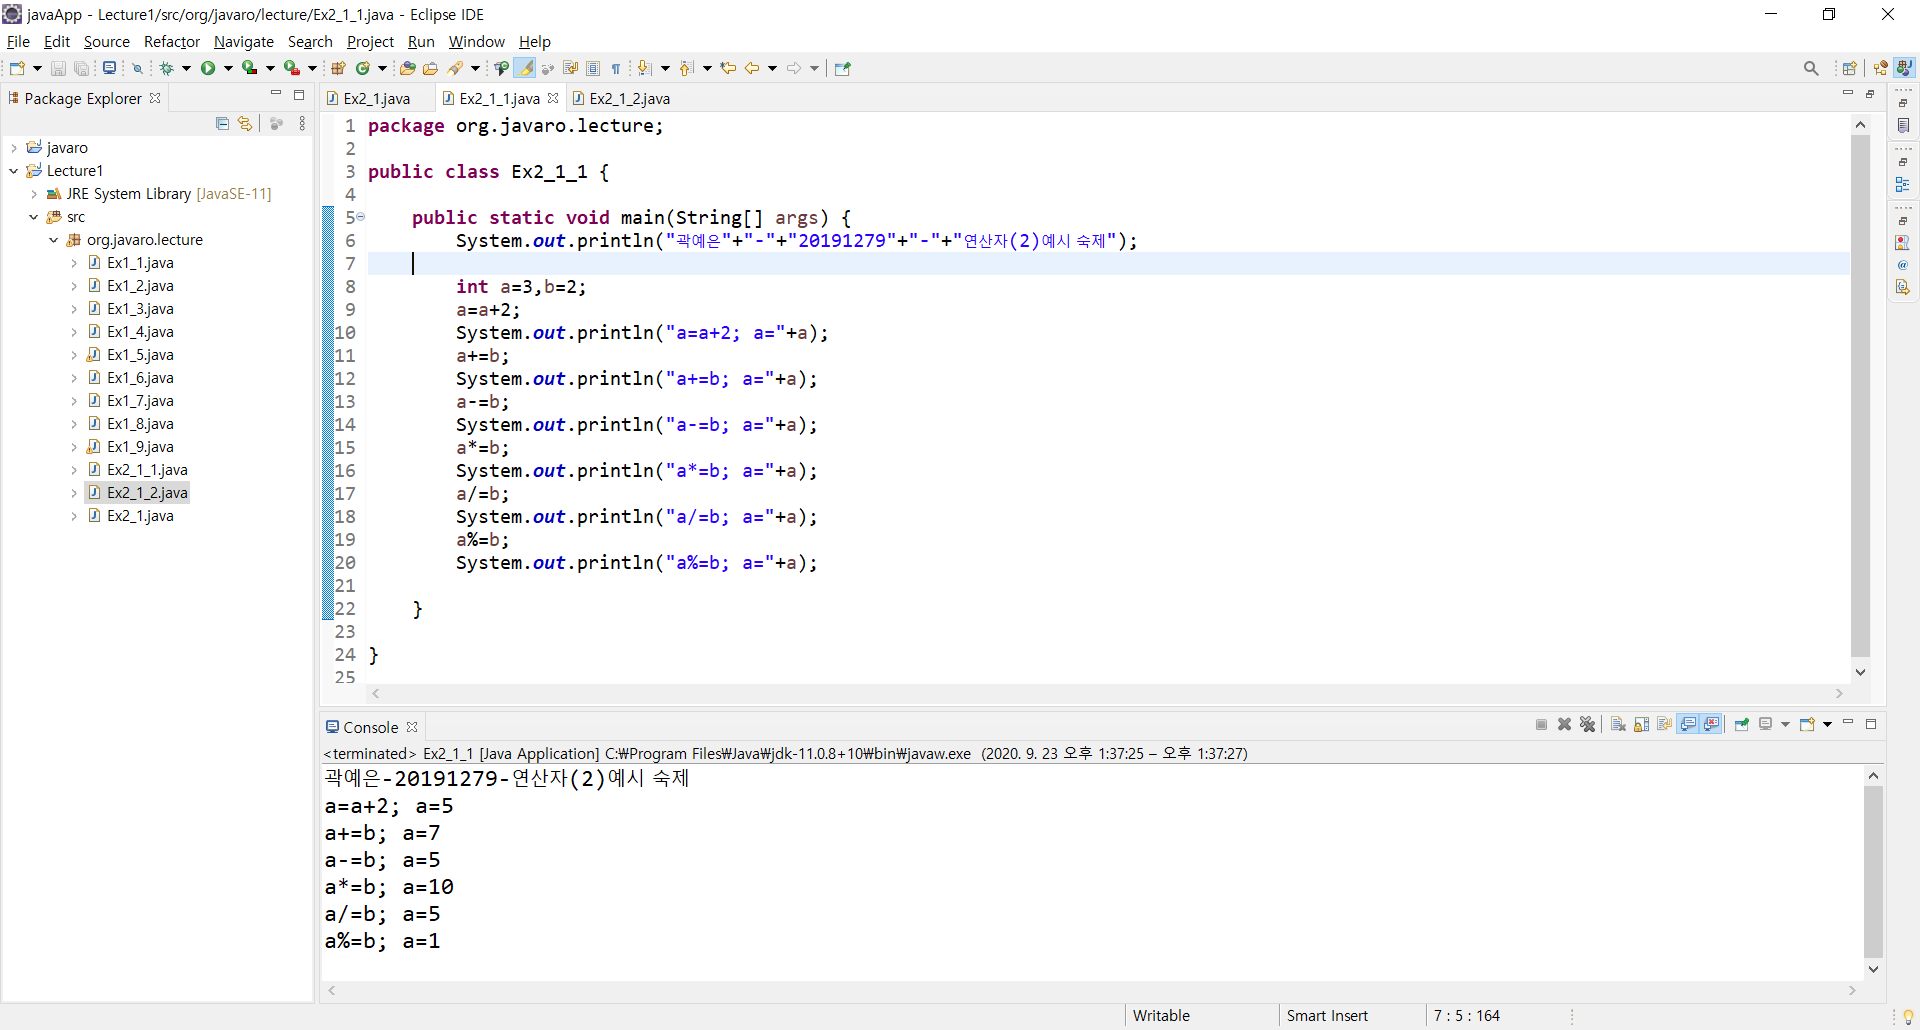 javaApp - Lecture1/src/org/javaro/lecture/Ex2_1_1.java - Eclipse IDE
File Edit Source Refactor Navigate Search Project Run Window Help
Package Explorer
javaro
Lecture1
JRE System Library [JavaSE-11]
src
org.javaro.lecture
Ex1_1.java
Ex1_2.java
Ex1_3.java
Ex1_4.java
Ex1_5.java
Ex1_6.java
Ex1_7.java
Ex1_8.java
Ex1_9.java
Ex2_1_1.java
Ex2_1_2.java
Ex2_1.java
Ex2_1.java Ex2_1_1.java Ex2_1_2.java
1 package org.javaro.lecture;
2
3 public class Ex2_1_1 {
4
5 public static void main(String[] args) {
6 System.out.println("곽예은"+"-"+"20191279"+"-"+"연산자(2)예시 숙제");
7
8 int a=3,b=2;
9 a=a+2;
10 System.out.println("a=a+2; a="+a);
11 a+=b;
12 System.out.println("a+=b; a="+a);
13 a-=b;
14 System.out.println("a-=b; a="+a);
15 a*=b;
16 System.out.println("a*=b; a="+a);
17 a/=b;
18 System.out.println("a/=b; a="+a);
19 a%=b;
20 System.out.println("a%=b; a="+a);
21
22 }
23
24 }
25
Console
<terminated> Ex2_1_1 [Java Application] C:₩Program Files₩Java₩jdk-11.0.8+10₩bin₩javaw.exe (2020. 9. 23 오후 1:37:25 – 오후 1:37:27)
곽예은-20191279-연산자(2)예시 숙제
a=a+2; a=5
a+=b; a=7
a-=b; a=5
a*=b; a=10
a/=b; a=5
a%=b; a=1
Writable Smart Insert 7 : 5 : 164